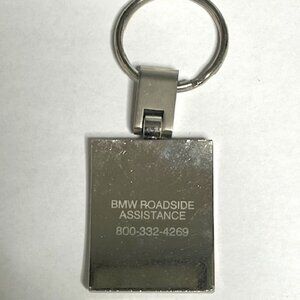 BMW ROADSIDE
ASSISTANCE
800-332-4269